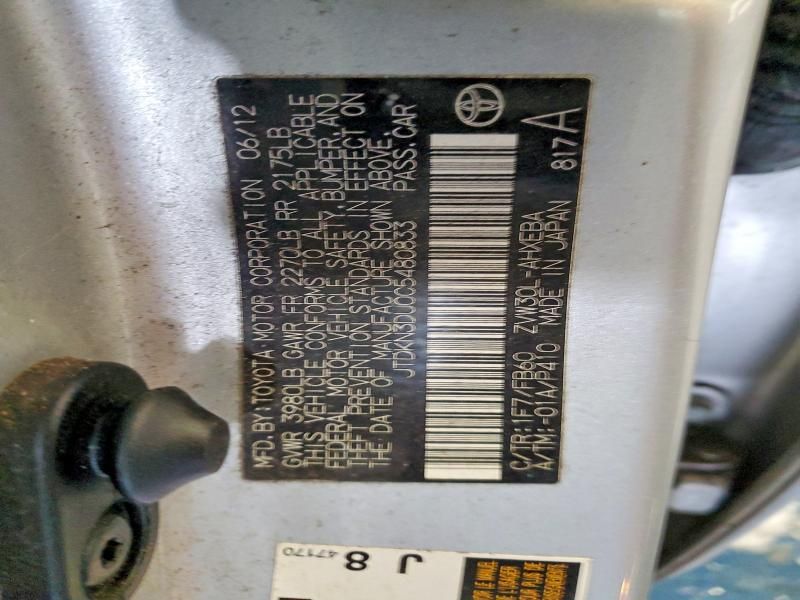 MFD.BY:TOYOTA MOTOR CORPORATION 06/12
GVWR 3980LB GAWR FR 2270LB RR 2175LB
THIS VEHICLE CONFORMS TO ALL APPLICABLE
FEDERAL MOTOR VEHICLE SAFETY, BUMPER, AND
THEFT PREVENTION STANDARDS IN EFFECT ON
THE DATE OF MANUFACTURE SHOWN ABOVE.
JTDKN3DU0C5480833 PASS.CAR
C/TR:1F7/FB60 ZVW30L-AHXEBA
A/TM:-01A/P410 MADE IN JAPAN 817A
J 8 47170